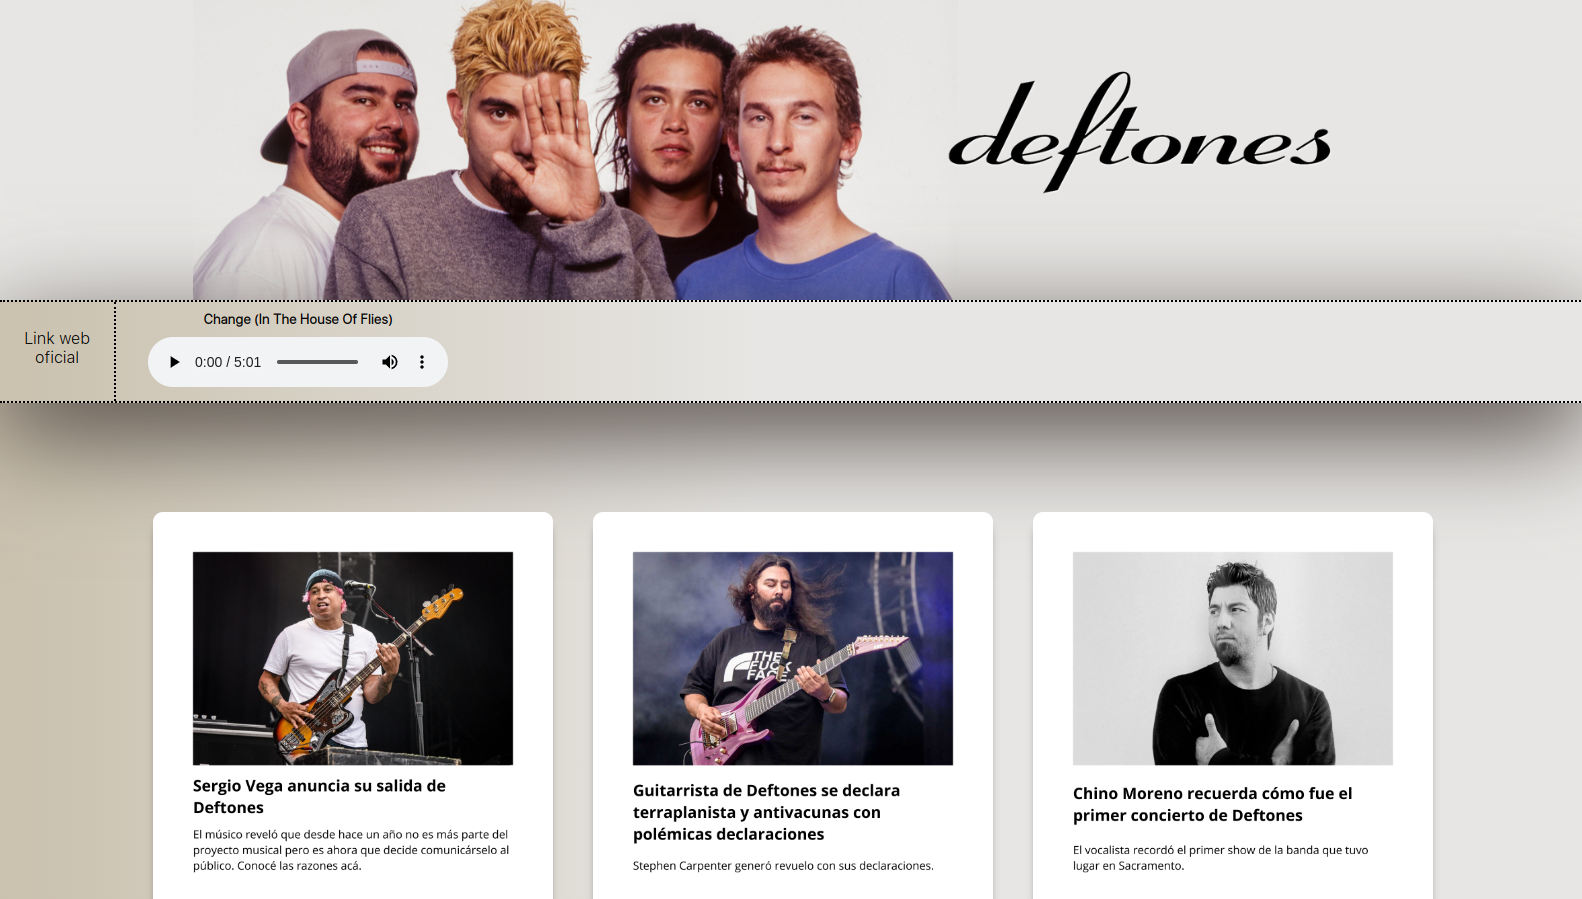 deftones
Link web
oficial
Change (In The House Of Flies)
0:00 / 5:01
THE
FUCK
FACE
Sergio Vega anuncia su salida de
Deftones
El músico reveló que desde hace un año no es más parte del
proyecto musical pero es ahora que decide comunicárselo al
público. Conocé las razones acá.
Guitarrista de Deftones se declara
terraplanista y antivacunas con
polémicas declaraciones
Stephen Carpenter generó revuelo con sus declaraciones.
Chino Moreno recuerda cómo fue el
primer concierto de Deftones
El vocalista recordó el primer show de la banda que tuvo
lugar en Sacramento.